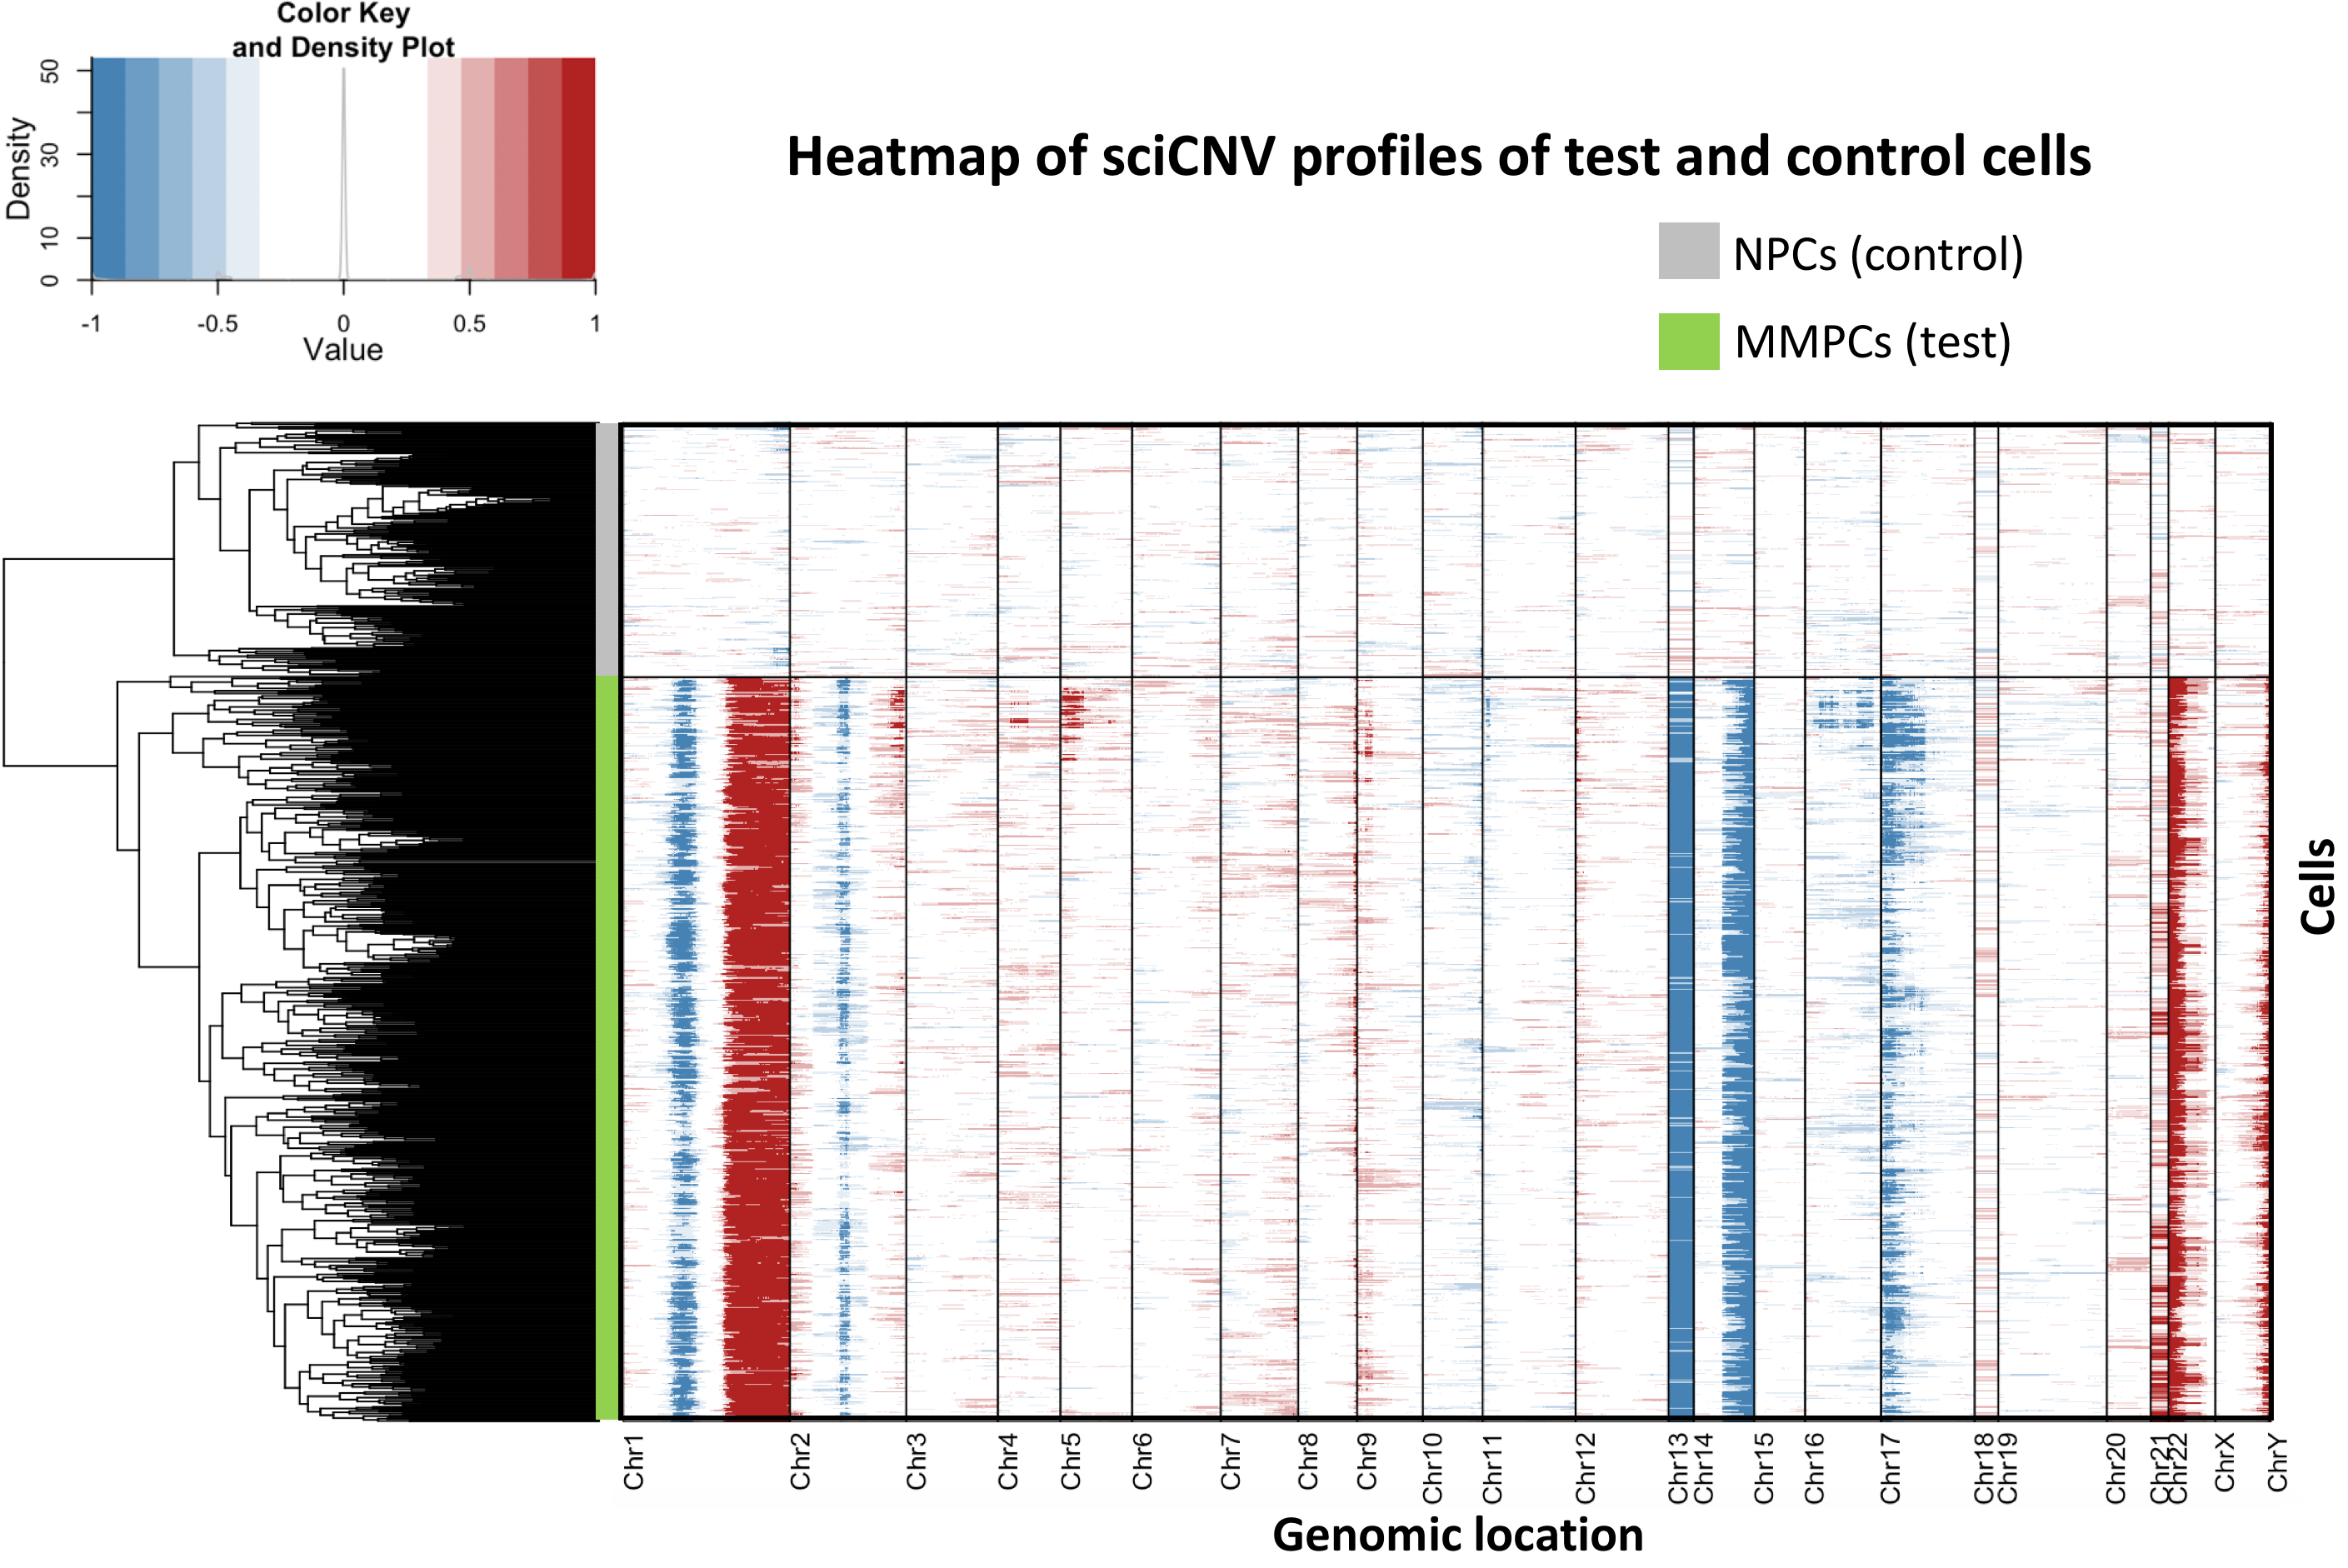 Color Key
and Density Plot
Density
50
30
10
0
-1 -0.5 0 0.5 1
Value
Heatmap of sciCNV profiles of test and control cells
NPCs (control)
MMPCs (test)
Cells
Chr1 Chr2 Chr3 Chr4 Chr5 Chr6 Chr7 Chr8 Chr9 Chr10 Chr11 Chr12 Chr13 Chr14 Chr15 Chr16 Chr17 Chr18 Chr19 Chr20 Chr21 Chr22 ChrX ChrY
Genomic location